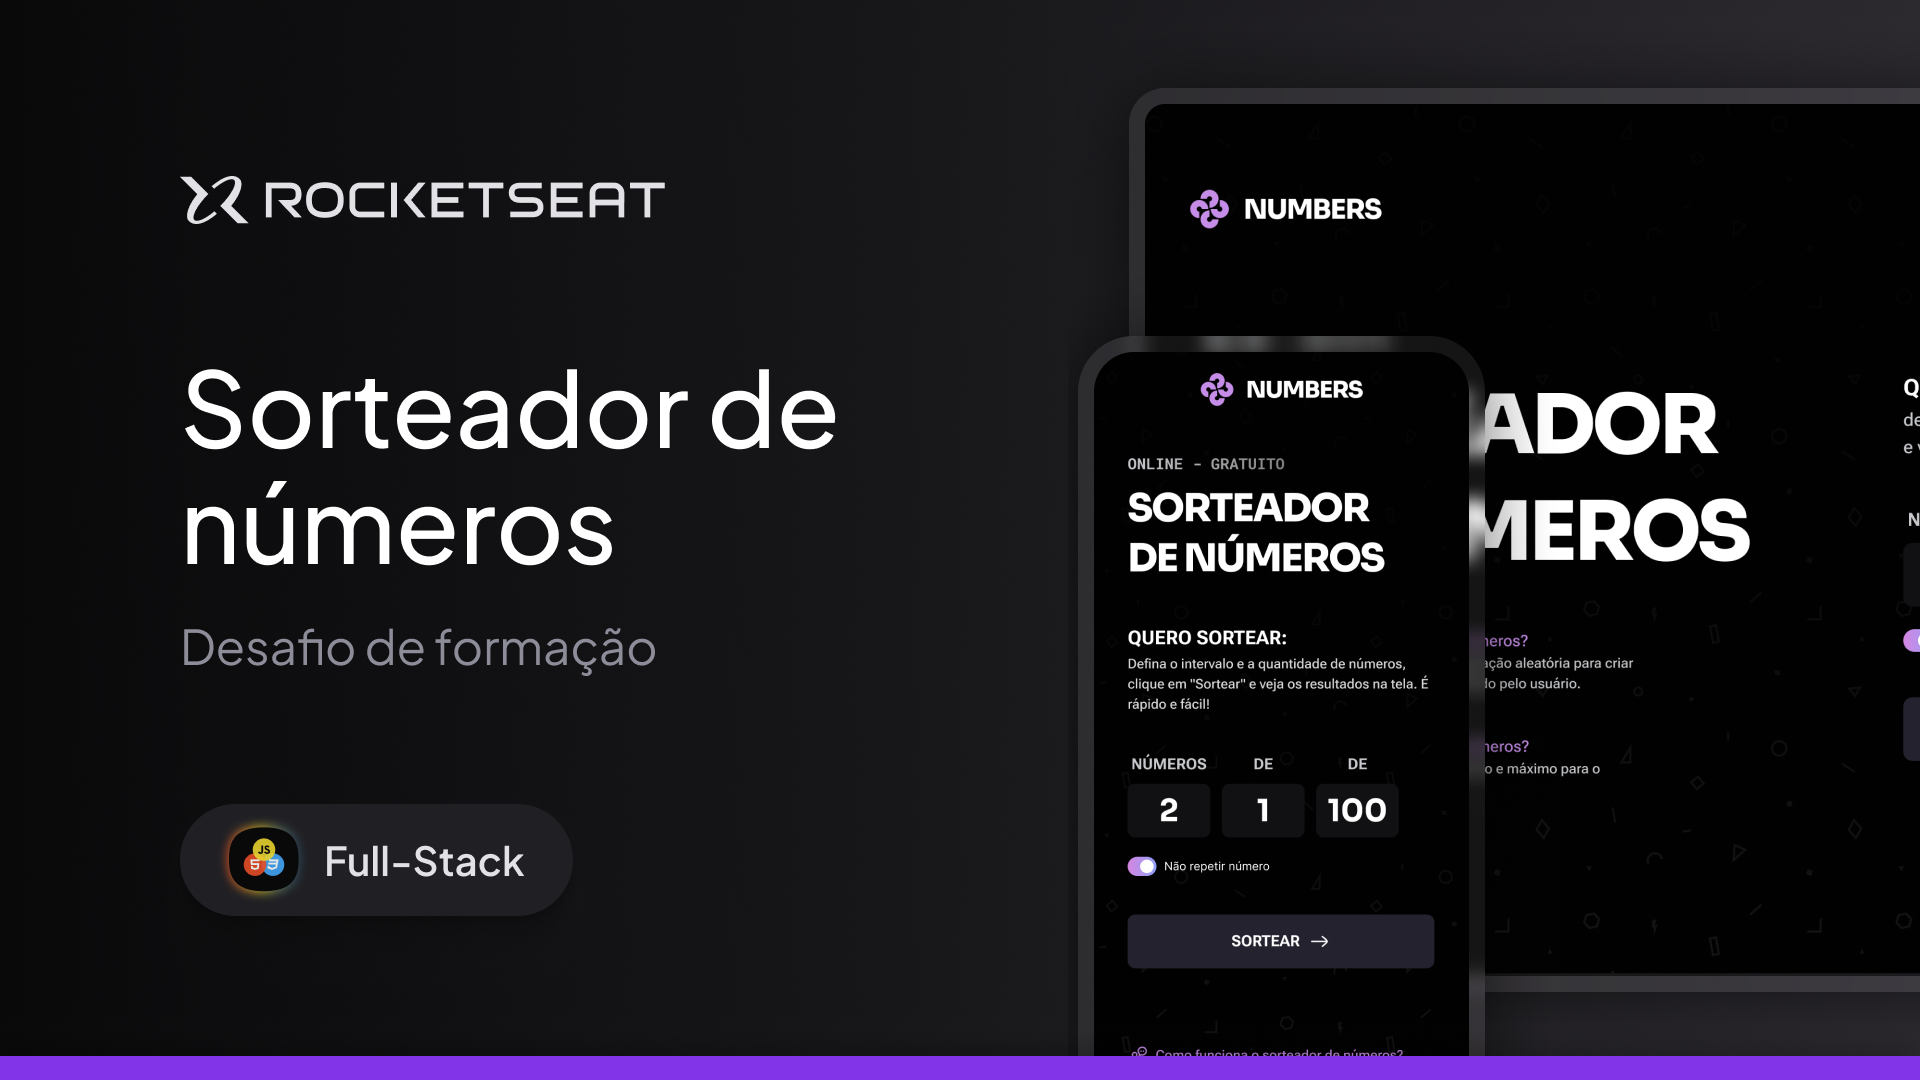 ROCKETSEAT
Sorteador de
números
Desafio de formação
JS
5 3
Full-Stack
NUMBERS
ADOR
MEROS
neros?
ação aleatória para criar
do pelo usuário.
neros?
o e máximo para o
Q
de
e v
N
NUMBERS
ONLINE - GRATUITO
SORTEADOR
DE NÚMEROS
QUERO SORTEAR:
Defina o intervalo e a quantidade de números,
clique em "Sortear" e veja os resultados na tela. É
rápido e fácil!
NÚMEROS DE DE
2 1 100
Não repetir número
SORTEAR →
Como funciona o sorteador de números?